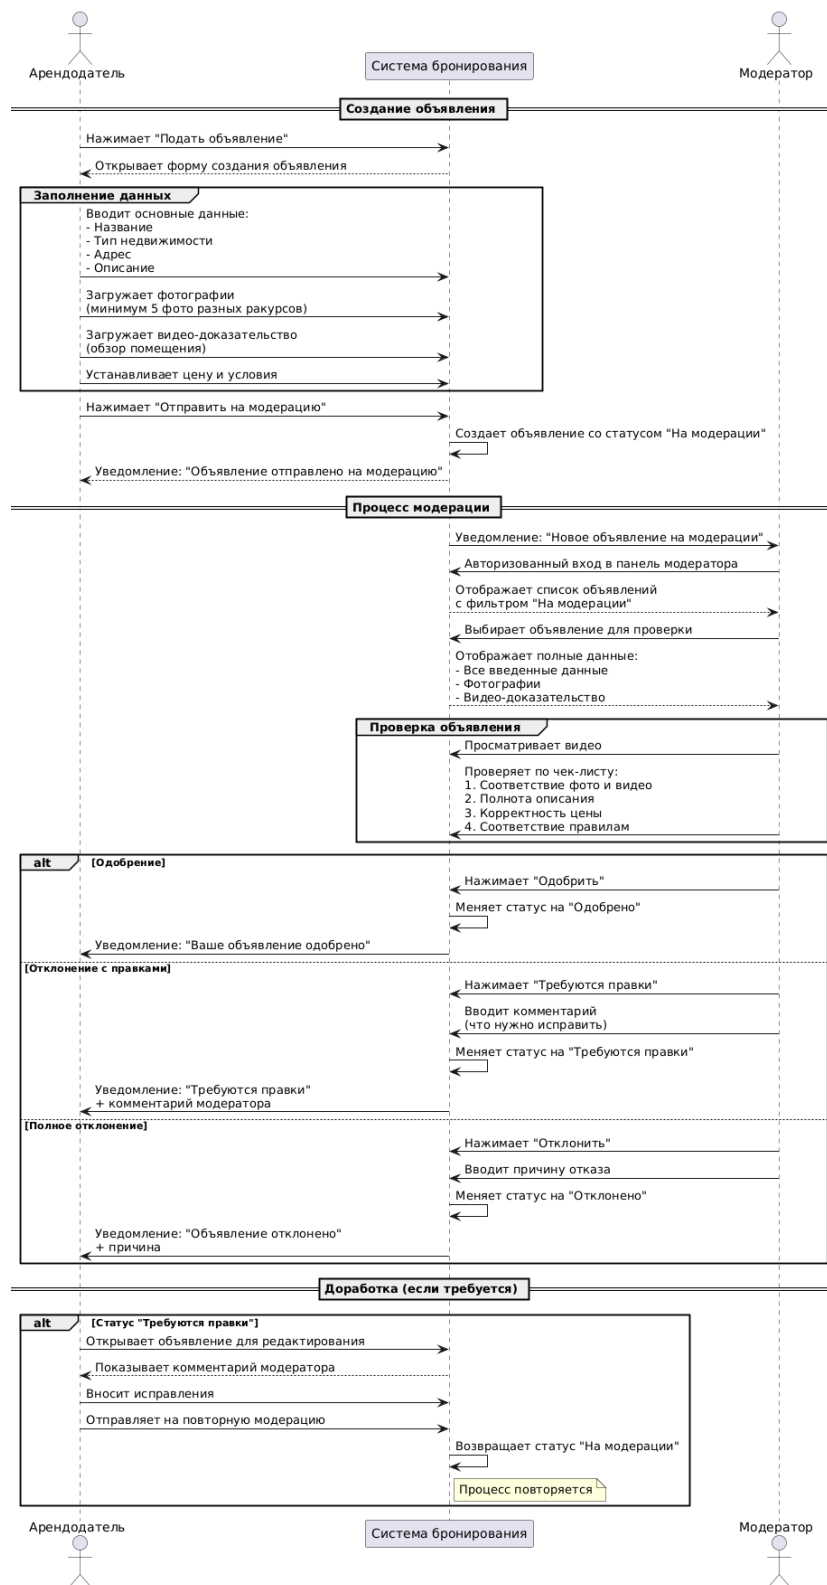 Арендодатель
Система бронирования
Модератор
Создание объявления
Нажимает "Подать объявление"
Открывает форму создания объявления
Заполнение данных
Вводит основные данные:
- Название
- Тип недвижимости
- Адрес
- Описание
Загружает фотографии
(минимум 5 фото разных ракурсов)
Загружает видео-доказательство
(обзор помещения)
Устанавливает цену и условия
Нажимает "Отправить на модерацию"
Создает объявление со статусом "На модерации"
Уведомление: "Объявление отправлено на модерацию"
Процесс модерации
Уведомление: "Новое объявление на модерации"
Авторизованный вход в панель модератора
Отображает список объявлений
с фильтром "На модерации"
Выбирает объявление для проверки
Отображает полные данные:
- Все введенные данные
- Фотографии
- Видео-доказательство
Проверка объявления
Просматривает видео
Проверяет по чек-листу:
1. Соответствие фото и видео
2. Полнота описания
3. Корректность цены
4. Соответствие правилам
alt [Одобрение]
Нажимает "Одобрить"
Меняет статус на "Одобрено"
Уведомление: "Ваше объявление одобрено"
[Отклонение с правками]
Нажимает "Требуются правки"
Вводит комментарий
(что нужно исправить)
Меняет статус на "Требуются правки"
Уведомление: "Требуются правки"
+ комментарий модератора
[Полное отклонение]
Нажимает "Отклонить"
Вводит причину отказа
Меняет статус на "Отклонено"
Уведомление: "Объявление отклонено"
+ причина
Доработка (если требуется)
alt [Статус "Требуются правки"]
Открывает объявление для редактирования
Показывает комментарий модератора
Вносит исправления
Отправляет на повторную модерацию
Возвращает статус "На модерации"
Процесс повторяется
Арендодатель
Система бронирования
Модератор